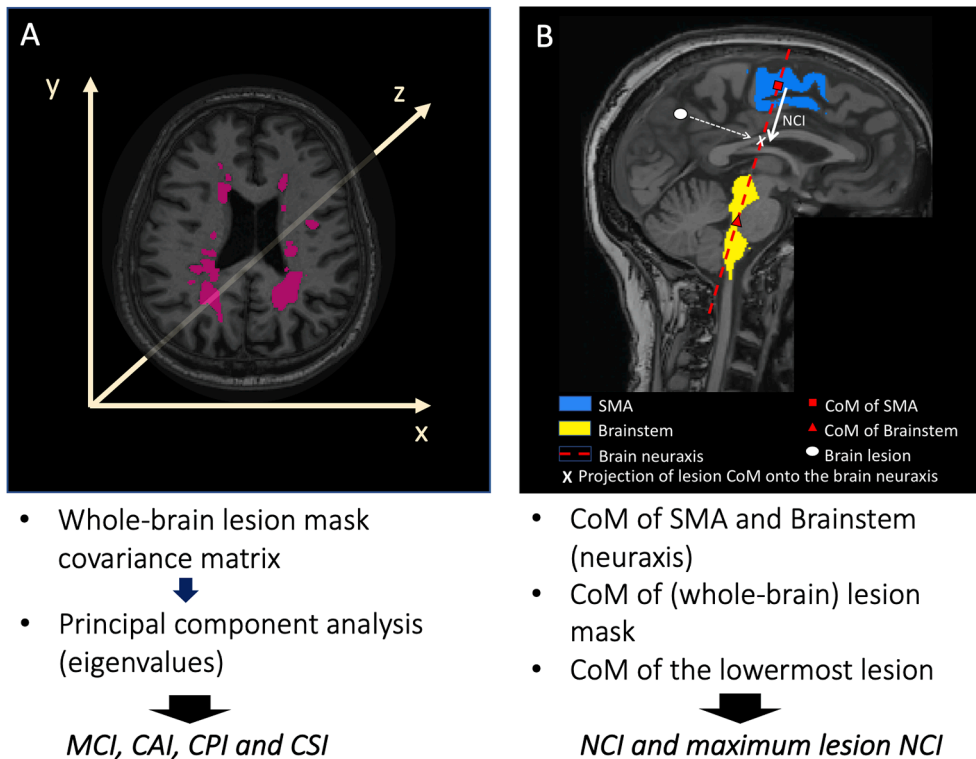 A
y
z
x
B
NCI
X
SMA
CoM of SMA
Brainstem
CoM of Brainstem
Brain neuraxis
Brain lesion
X Projection of lesion CoM onto the brain neuraxis
• Whole-brain lesion mask
covariance matrix
• Principal component analysis
(eigenvalues)
MCI, CAI, CPI and CSI
• CoM of SMA and Brainstem
(neuraxis)
• CoM of (whole-brain) lesion
mask
• CoM of the lowermost lesion
NCI and maximum lesion NCI